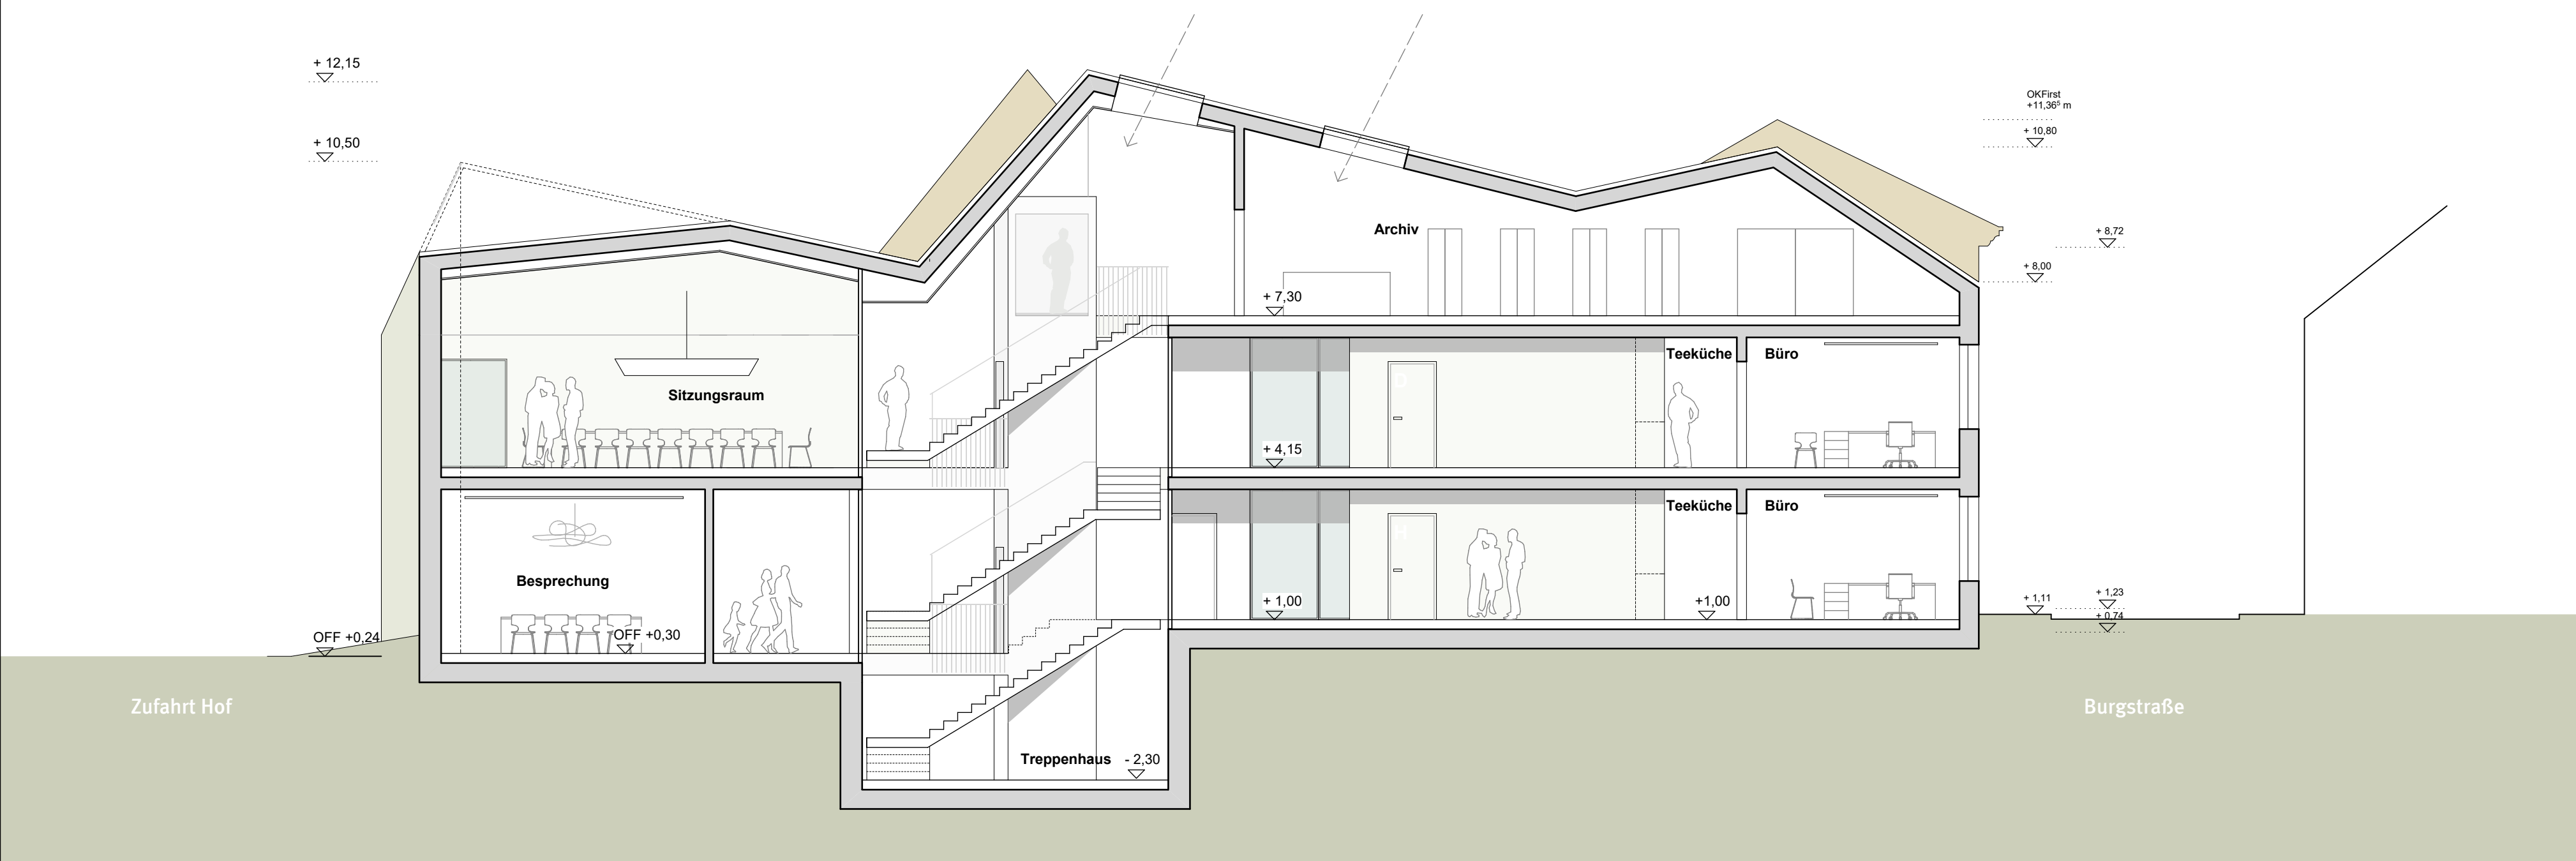 + 12,15
OKFirst
+11,36⁵ m
+ 10,80
+ 10,50
Archiv
+ 8,72
+ 8,00
+ 7,30
Teeküche
Büro
D
Sitzungsraum
+ 4,15
Teeküche
Büro
H
Besprechung
+ 1,00
+1,00
+ 1,11
+ 1,23
+ 0,74
OFF +0,24
OFF +0,30
Zufahrt Hof
Burgstraße
Treppenhaus
- 2,30